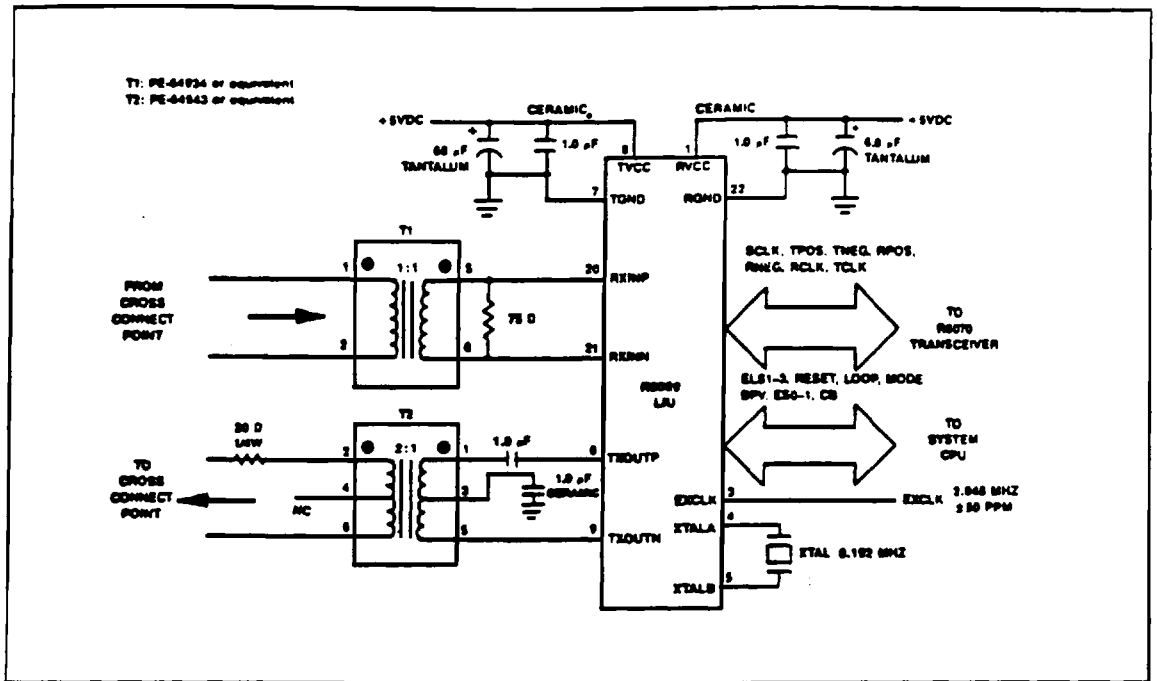 T1: PE-64934 or equivalent
T2: PE-64943 or equivalent
+5VDC
CERAMIC
CERAMIC
+5VDC
+
68 µF
TANTALUM
1.0 µF
8
TVCC
1
RVCC
1.0 µF
+
6.8 µF
TANTALUM
7
TGND
RGND
22
T1
1
1:1
5
20
RXINP
FROM
CROSS
CONNECT
POINT
75 Ω
2
6
21
RXINN
SCLK, TPOS, TNEG, RPOS,
RNEG, RCLK, TCLK
TO
R8070
TRANSCEIVER
LIU
ELS1-3, RESET, LOOP, MODE
BPV, ES0-1, CB
TO
SYSTEM
CPU
T2
1/4W
2
2:1
1
1.0 µF
6
TXOUTP
TO
CROSS
CONNECT
POINT
4
NC
3
1.0 µF
CERAMIC
6
5
9
TXOUTN
EXCLK
3
EXCLK
2.048 MHZ
±50 PPM
XTALA
4
XTAL 8.192 MHZ
XTALB
5